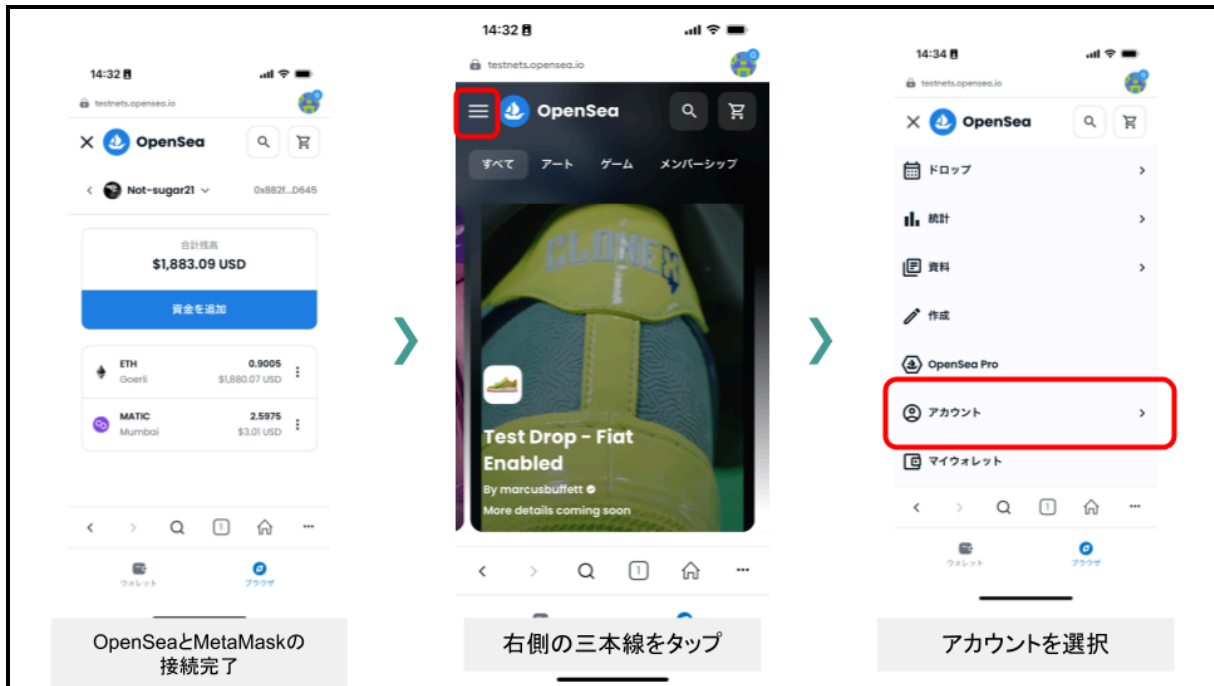 14:32
testnets.opensea.io
OpenSea
Not-sugar21
0x882f...D645
合計残高
$1,883.09 USD
資金を追加
ETH 0.9005
Goerli $1,880.07 USD
MATIC 2.5975
Mumbai $3.01 USD
1
ウォレット ブラウザ
OpenSeaとMetaMaskの
接続完了
14:32
testnets.opensea.io
OpenSea
すべて アート ゲーム メンバーシップ
CLONEX
Test Drop - Fiat
Enabled
By marcusbuffett
More details coming soon
1
右側の三本線をタップ
14:34
testnets.opensea.io
OpenSea
ドロップ
統計
資料
作成
OpenSea Pro
アカウント
マイウォレット
1
ウォレット ブラウザ
アカウントを選択